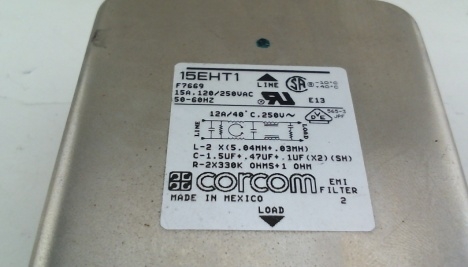 15EHT1
LINE
F7669
15A.120/250VAC
50-60HZ
E13
12A/40°C.250V~
LINE
LOAD
L-2 X(5.04MH+.03MH)
C-1.5UF+.47UF+.1UF(X2)(SH)
R-2X330K OHMS+1 OHM
corcom
EMI
FILTER
2
MADE IN MEXICO
LOAD